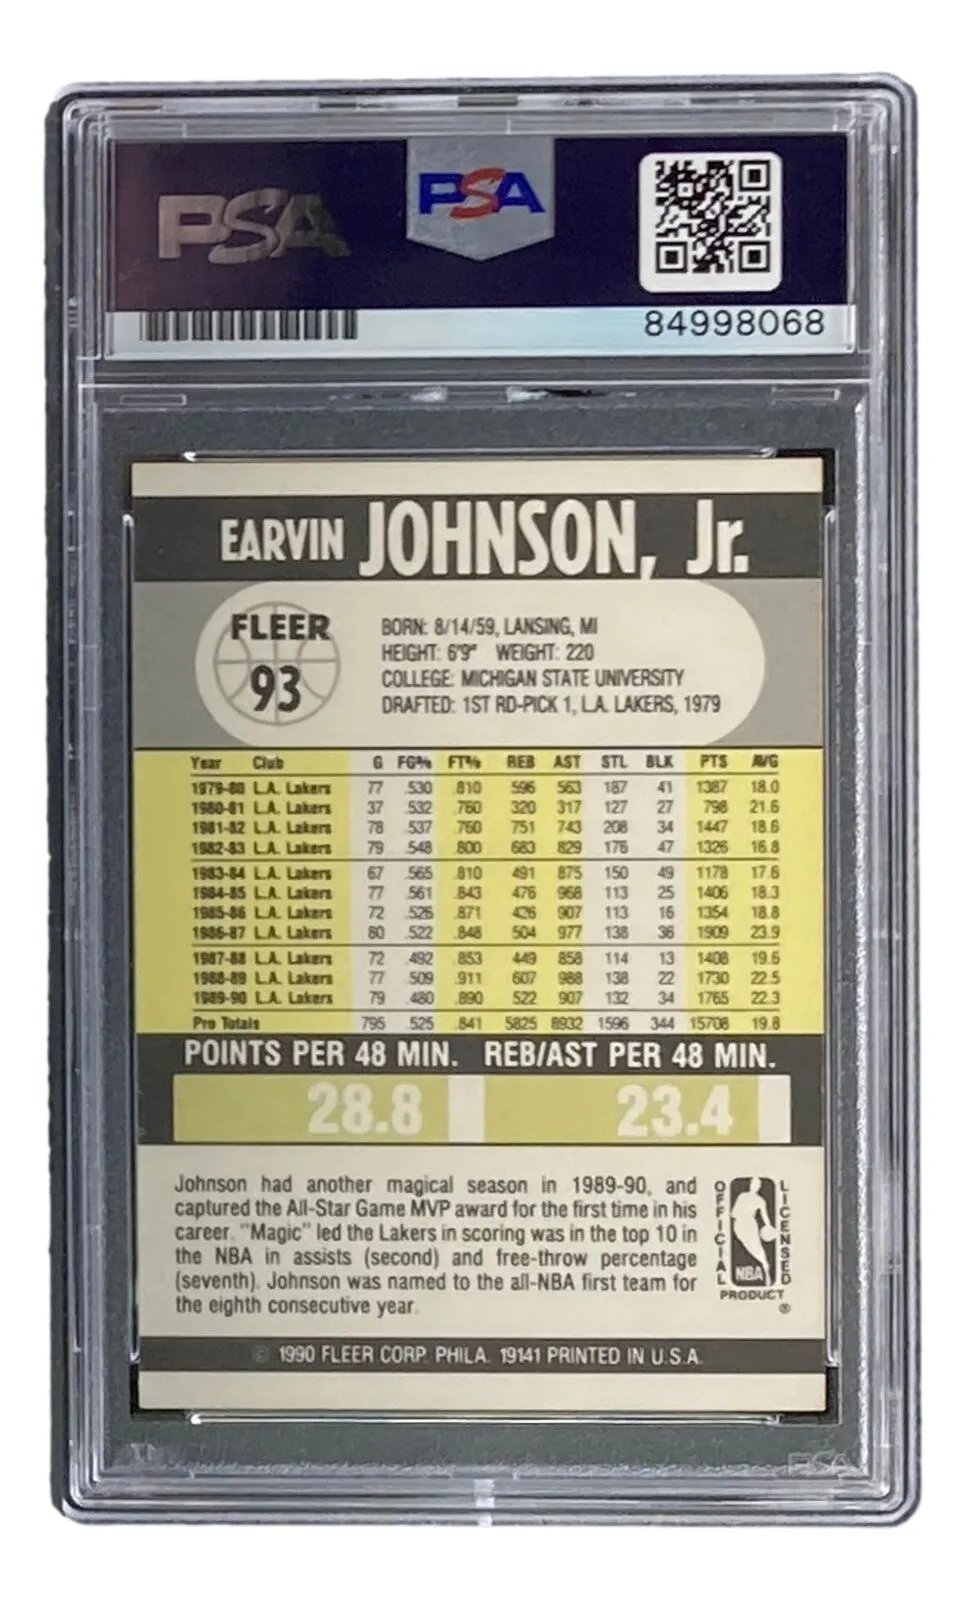 PSA
PSA
84998068
EARVIN JOHNSON, Jr.
FLEER
93
BORN: 8/14/59, LANSING, MI
HEIGHT: 6'9" WEIGHT: 220
COLLEGE: MICHIGAN STATE UNIVERSITY
DRAFTED: 1ST RD-PICK 1, L.A. LAKERS, 1979
Year Club G FG% FT% REB AST STL BLK PTS AVG
1979-80 L.A. Lakers 77 .530 .810 596 563 187 41 1387 18.0
1980-81 L.A. Lakers 37 .532 .760 320 317 127 27 798 21.6
1981-82 L.A. Lakers 78 .537 .760 751 743 208 34 1447 18.6
1982-83 L.A. Lakers 79 .548 .800 683 829 176 47 1326 16.8
1983-84 L.A. Lakers 67 .565 .810 491 875 150 49 1178 17.6
1984-85 L.A. Lakers 77 .561 .843 476 968 113 25 1406 18.3
1985-86 L.A. Lakers 72 .526 .871 426 907 113 16 1354 18.8
1986-87 L.A. Lakers 80 .522 .848 504 977 138 36 1909 23.9
1987-88 L.A. Lakers 72 .492 .853 449 858 114 13 1408 19.6
1988-89 L.A. Lakers 77 .509 .911 607 988 138 22 1730 22.5
1989-90 L.A. Lakers 79 .480 .890 522 907 132 34 1765 22.3
Pro Totals 795 .525 .841 5825 8932 1596 344 15708 19.8
POINTS PER 48 MIN. REB/AST PER 48 MIN.
28.8 23.4
Johnson had another magical season in 1989-90, and
captured the All-Star Game MVP award for the first time in his
career. "Magic" led the Lakers in scoring was in the top 10 in
the NBA in assists (second) and free-throw percentage
(seventh). Johnson was named to the all-NBA first team for
the eighth consecutive year.
OFFICIAL
NBA
LICENSED
PRODUCT
®
© 1990 FLEER CORP. PHILA. 19141 PRINTED IN U.S.A.
PSA